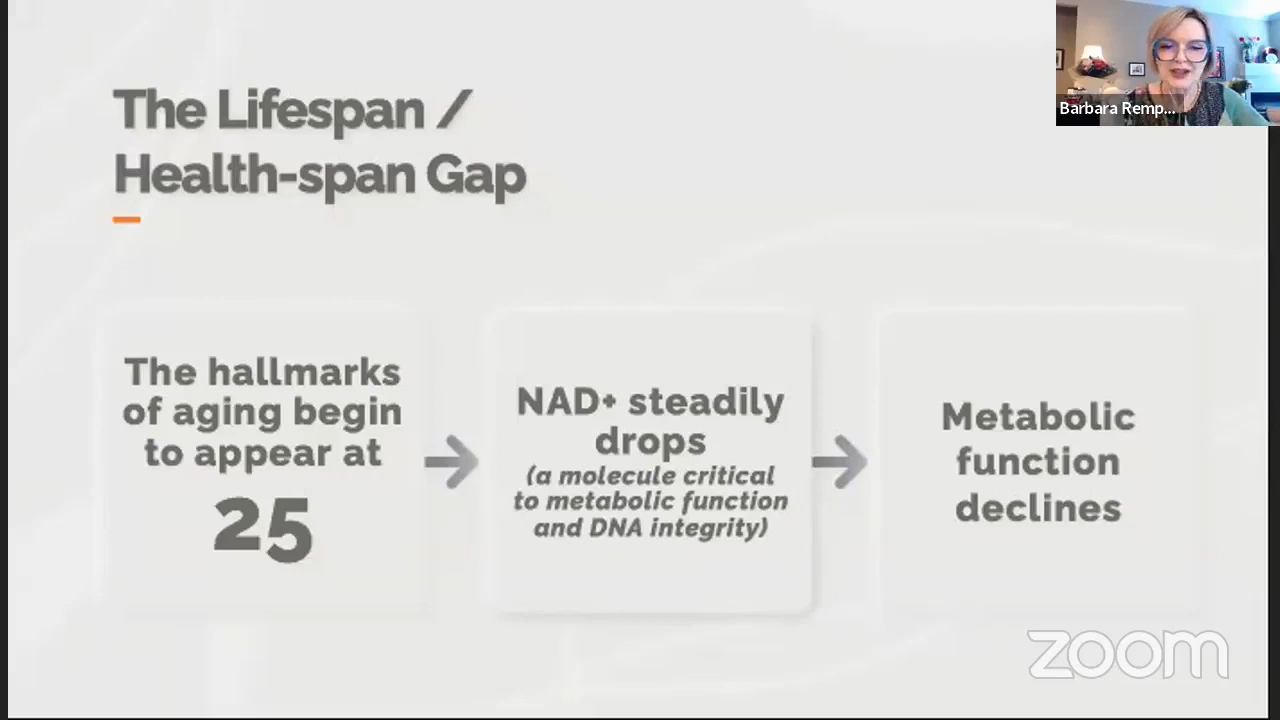 Barbara Remp...
The Lifespan /
Health-span Gap
The hallmarks
of aging begin
to appear at
25
NAD+ steadily
drops
(a molecule critical
to metabolic function
and DNA integrity)
Metabolic
function
declines
zoom